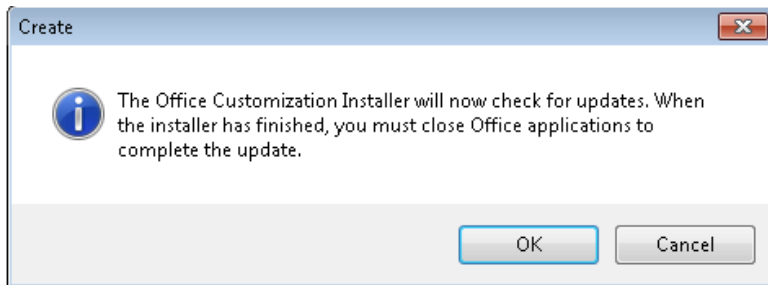 Create
The Office Customization Installer will now check for updates. When
the installer has finished, you must close Office applications to
complete the update.
OK
Cancel